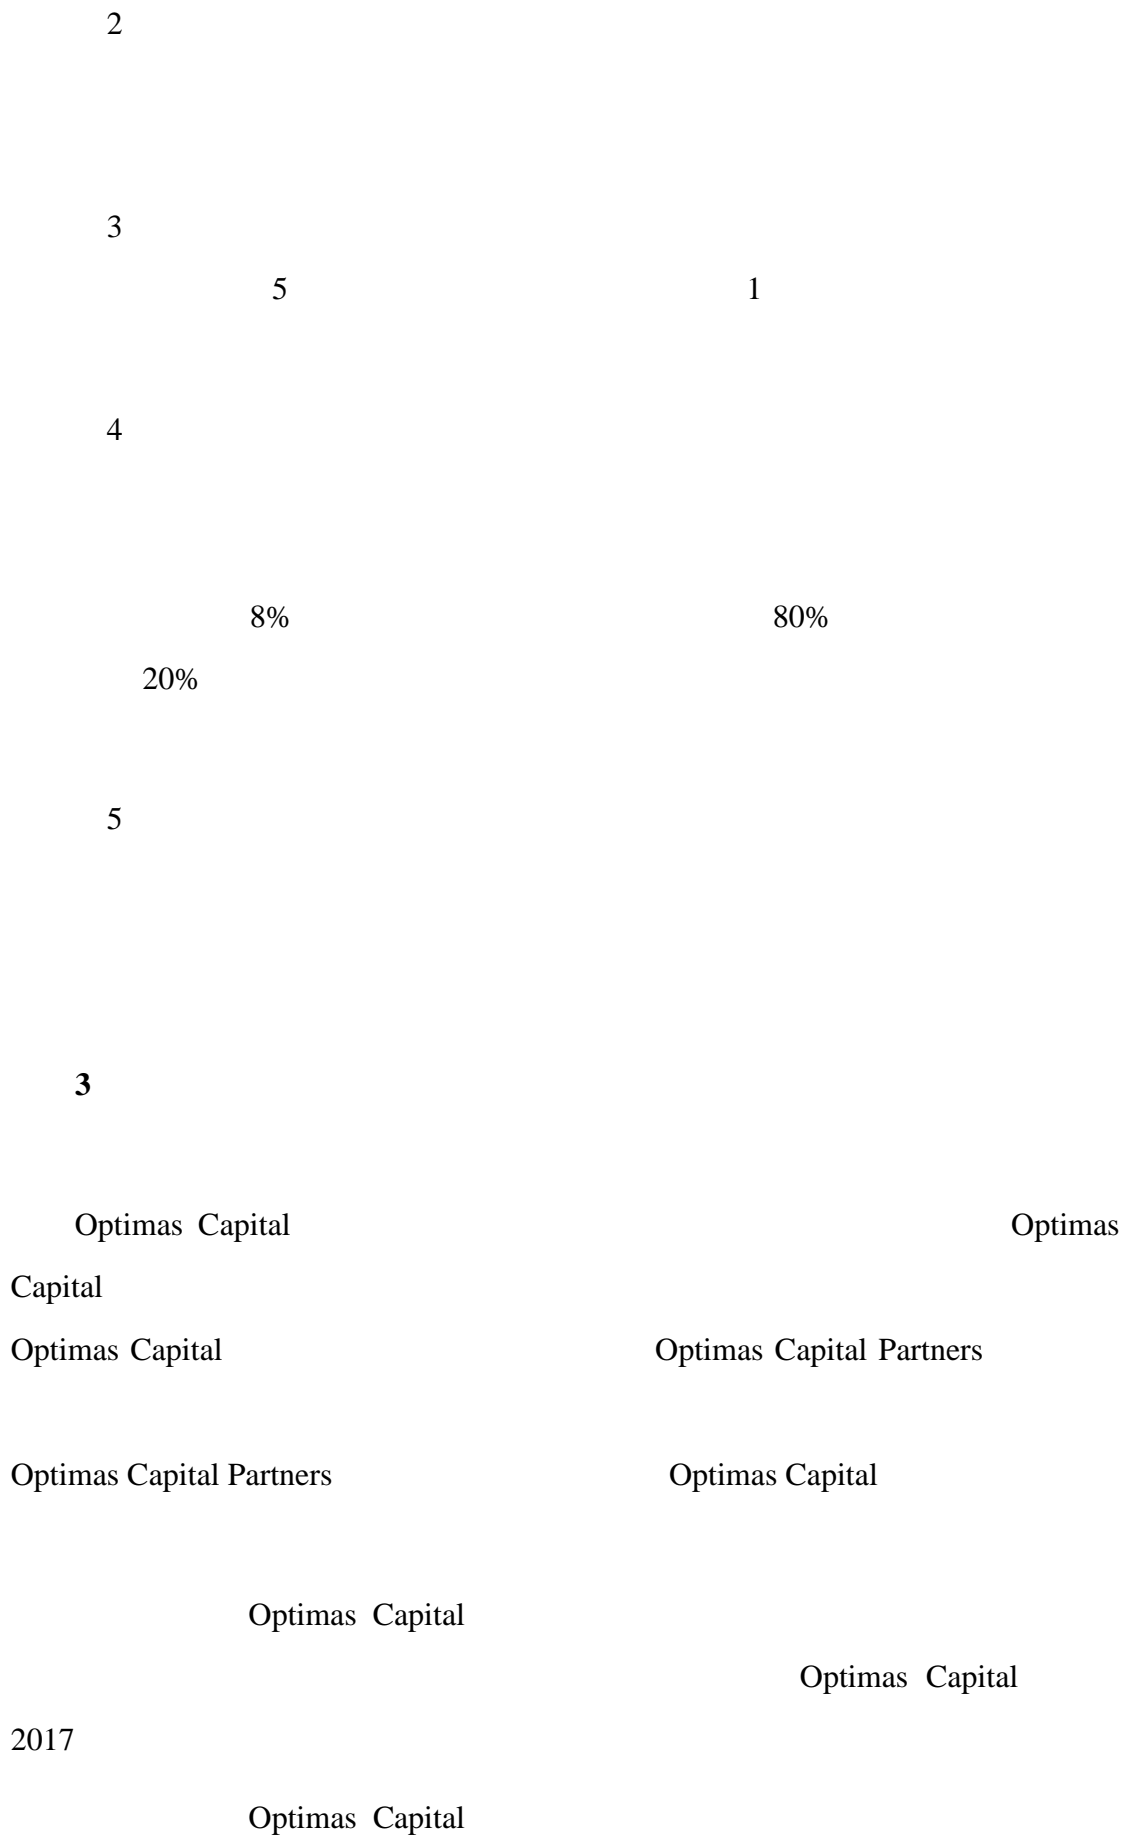 2
3
5 1
4
8% 80%
20%
5
3
Optimas Capital Optimas
Capital
Optimas Capital Optimas Capital Partners
Optimas Capital Partners Optimas Capital
Optimas Capital
Optimas Capital
2017
Optimas Capital